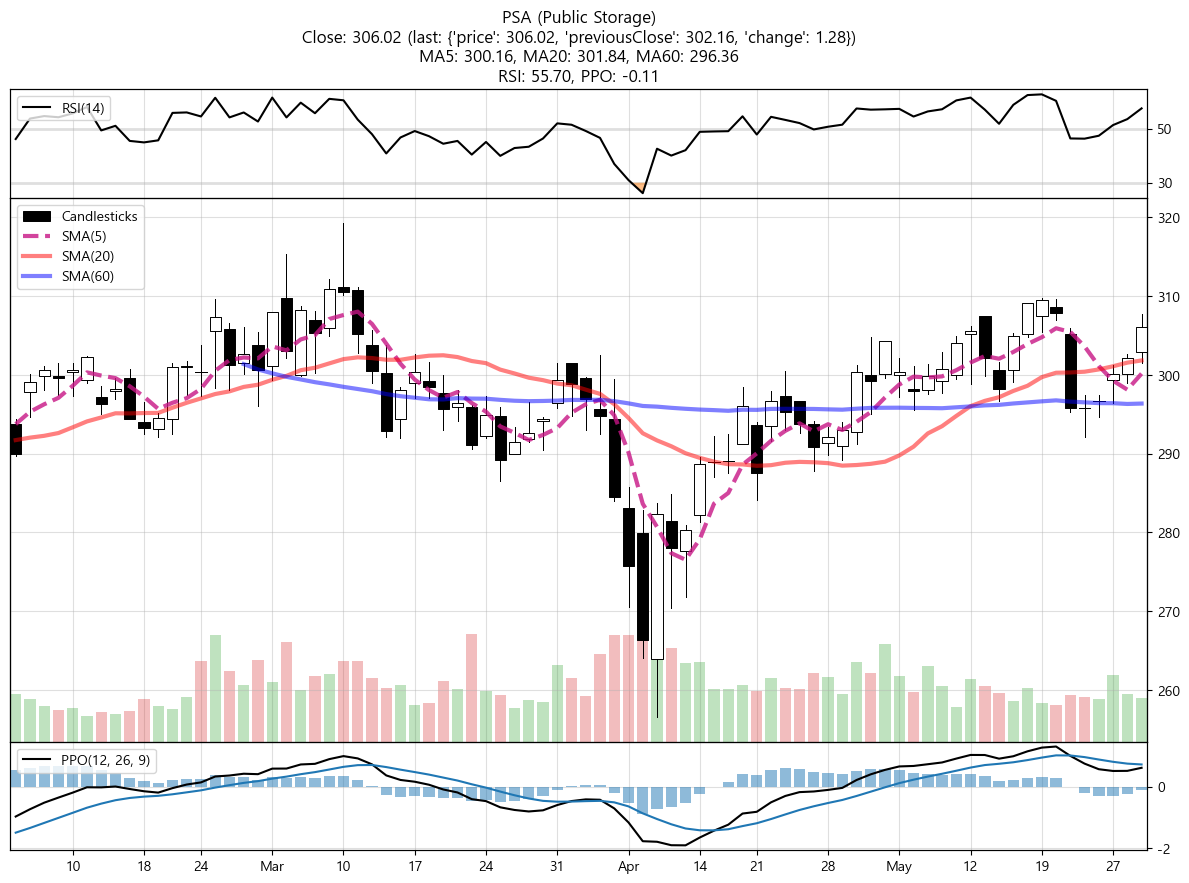 PSA (Public Storage)
Close: 306.02 (last: {'price': 306.02, 'previousClose': 302.16, 'change': 1.28})
MA5: 300.16, MA20: 301.84, MA60: 296.36
RSI: 55.70, PPO: -0.11
RSI(14)
50
30
Candlesticks
SMA(5)
SMA(20)
SMA(60)
320
310
300
290
280
270
260
PPO(12, 26, 9)
0
-2
10 18 24 Mar 10 17 24 31 Apr 14 21 28 May 12 19 27